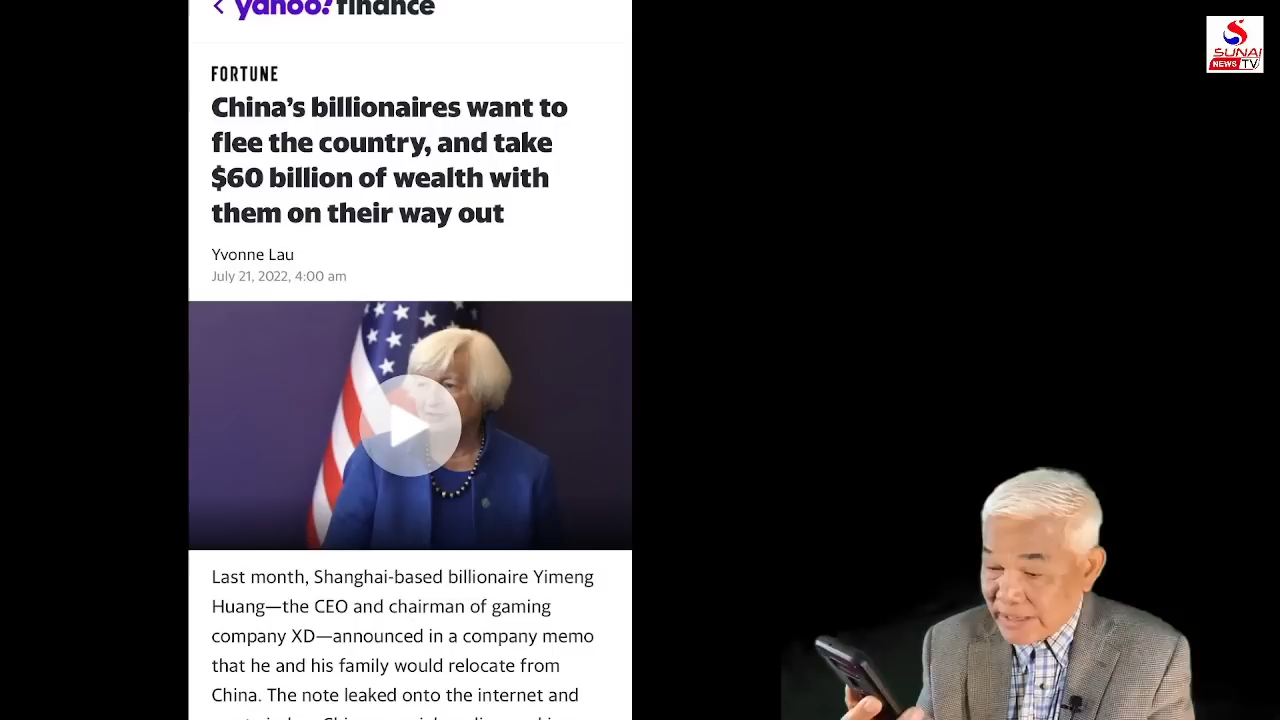 yahoo! finance
FORTUNE
China's billionaires want to
flee the country, and take
$60 billion of wealth with
them on their way out
Yvonne Lau
July 21, 2022, 4:00 am
Last month, Shanghai-based billionaire Yimeng
Huang—the CEO and chairman of gaming
company XD—announced in a company memo
that he and his family would relocate from
China. The note leaked onto the internet and
SUNAI
NEWS TV